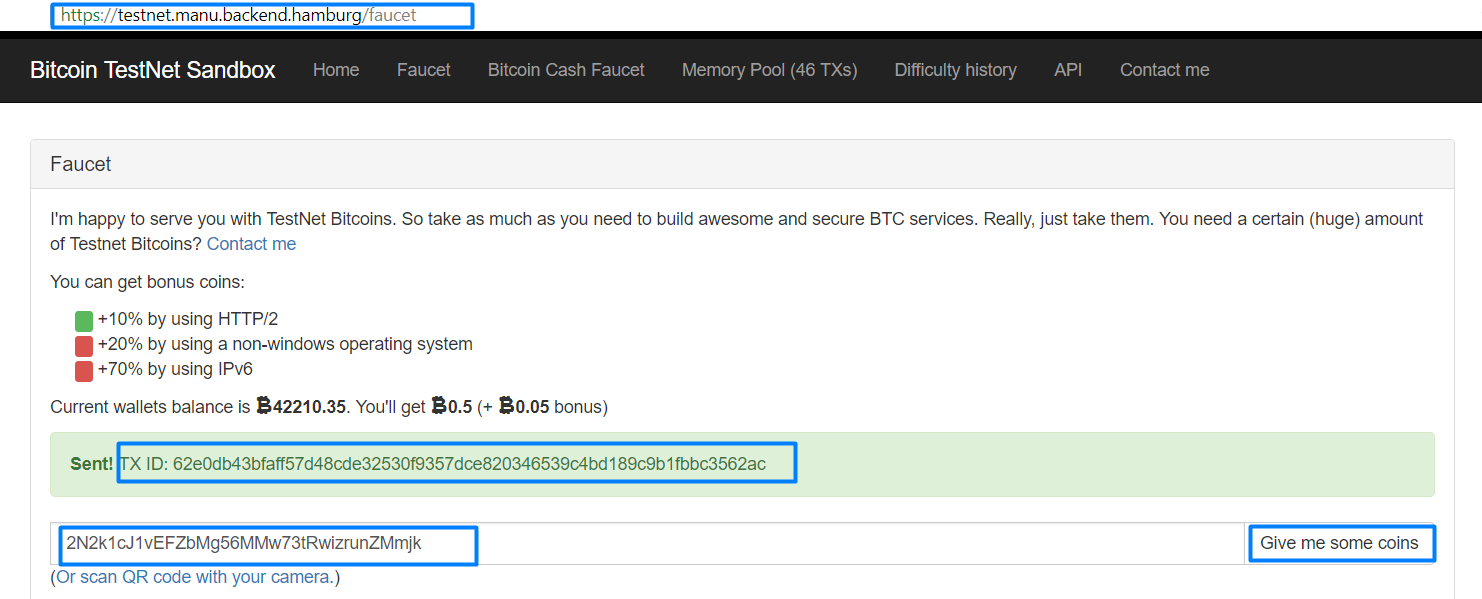 https://testnet.manu.backend.hamburg/faucet
Bitcoin TestNet Sandbox Home Faucet Bitcoin Cash Faucet Memory Pool (46 TXs) Difficulty history API Contact me
Faucet
I'm happy to serve you with TestNet Bitcoins. So take as much as you need to build awesome and secure BTC services. Really, just take them. You need a certain (huge) amount
of Testnet Bitcoins? Contact me
You can get bonus coins:
+10% by using HTTP/2
+20% by using a non-windows operating system
+70% by using IPv6
Current wallets balance is ₿42210.35. You'll get ₿0.5 (+ ₿0.05 bonus)
Sent! TX ID: 62e0db43bfaff57d48cde32530f9357dce820346539c4bd189c9b1fbbc3562ac
2N2k1cJ1vEFZbMg56MMw73tRwizrunZMmjk Give me some coins
(Or scan QR code with your camera.)